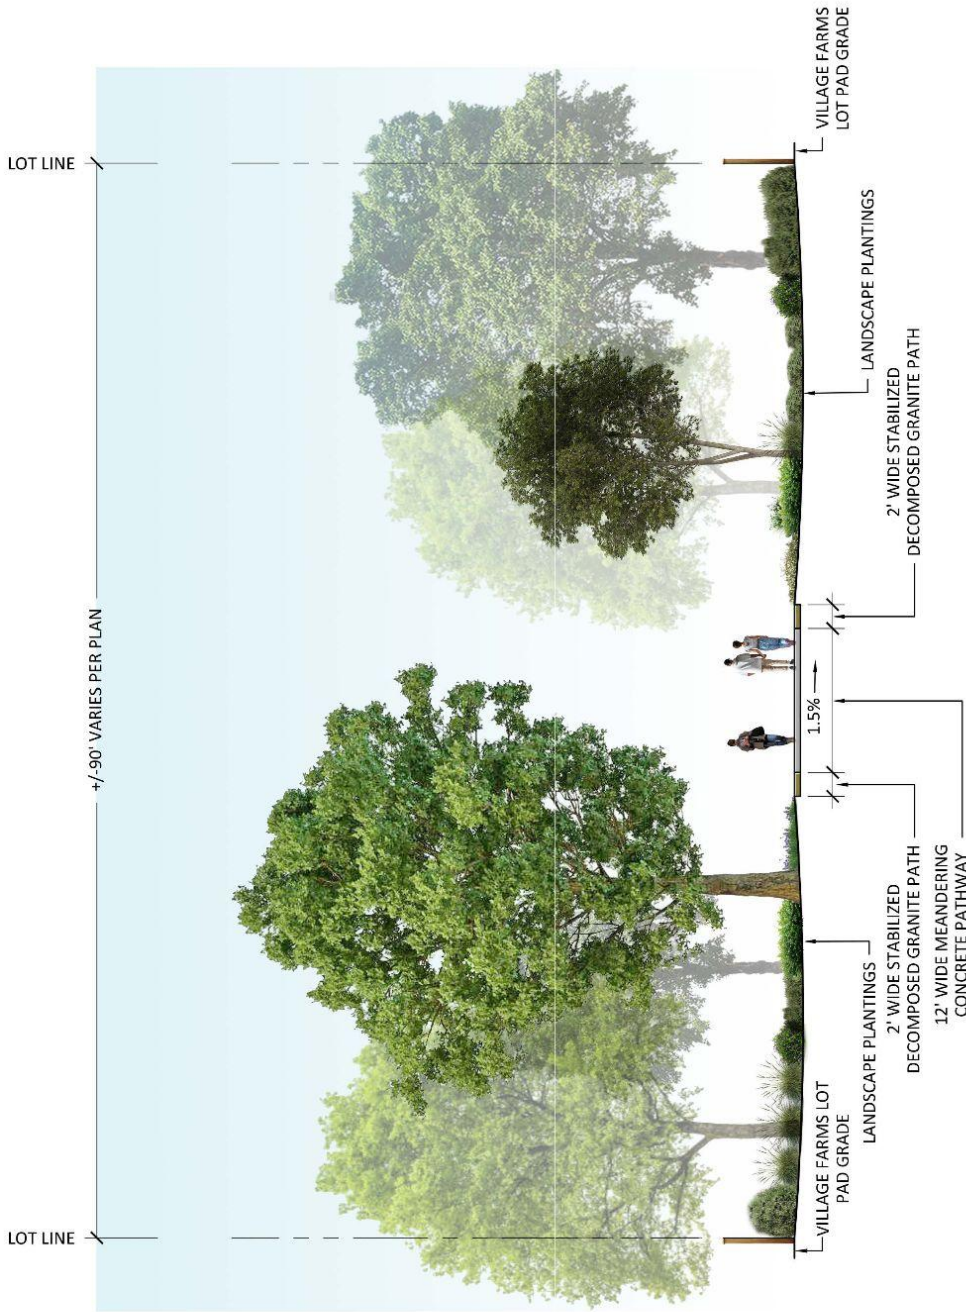 LOT LINE
+/-90' VARIES PER PLAN
LOT LINE
1.5%
VILLAGE FARMS LOT
PAD GRADE
LANDSCAPE PLANTINGS
2' WIDE STABILIZED
DECOMPOSED GRANITE PATH
12' WIDE MEANDERING
CONCRETE PATHWAY
2' WIDE STABILIZED
DECOMPOSED GRANITE PATH
LANDSCAPE PLANTINGS
VILLAGE FARMS
LOT PAD GRADE